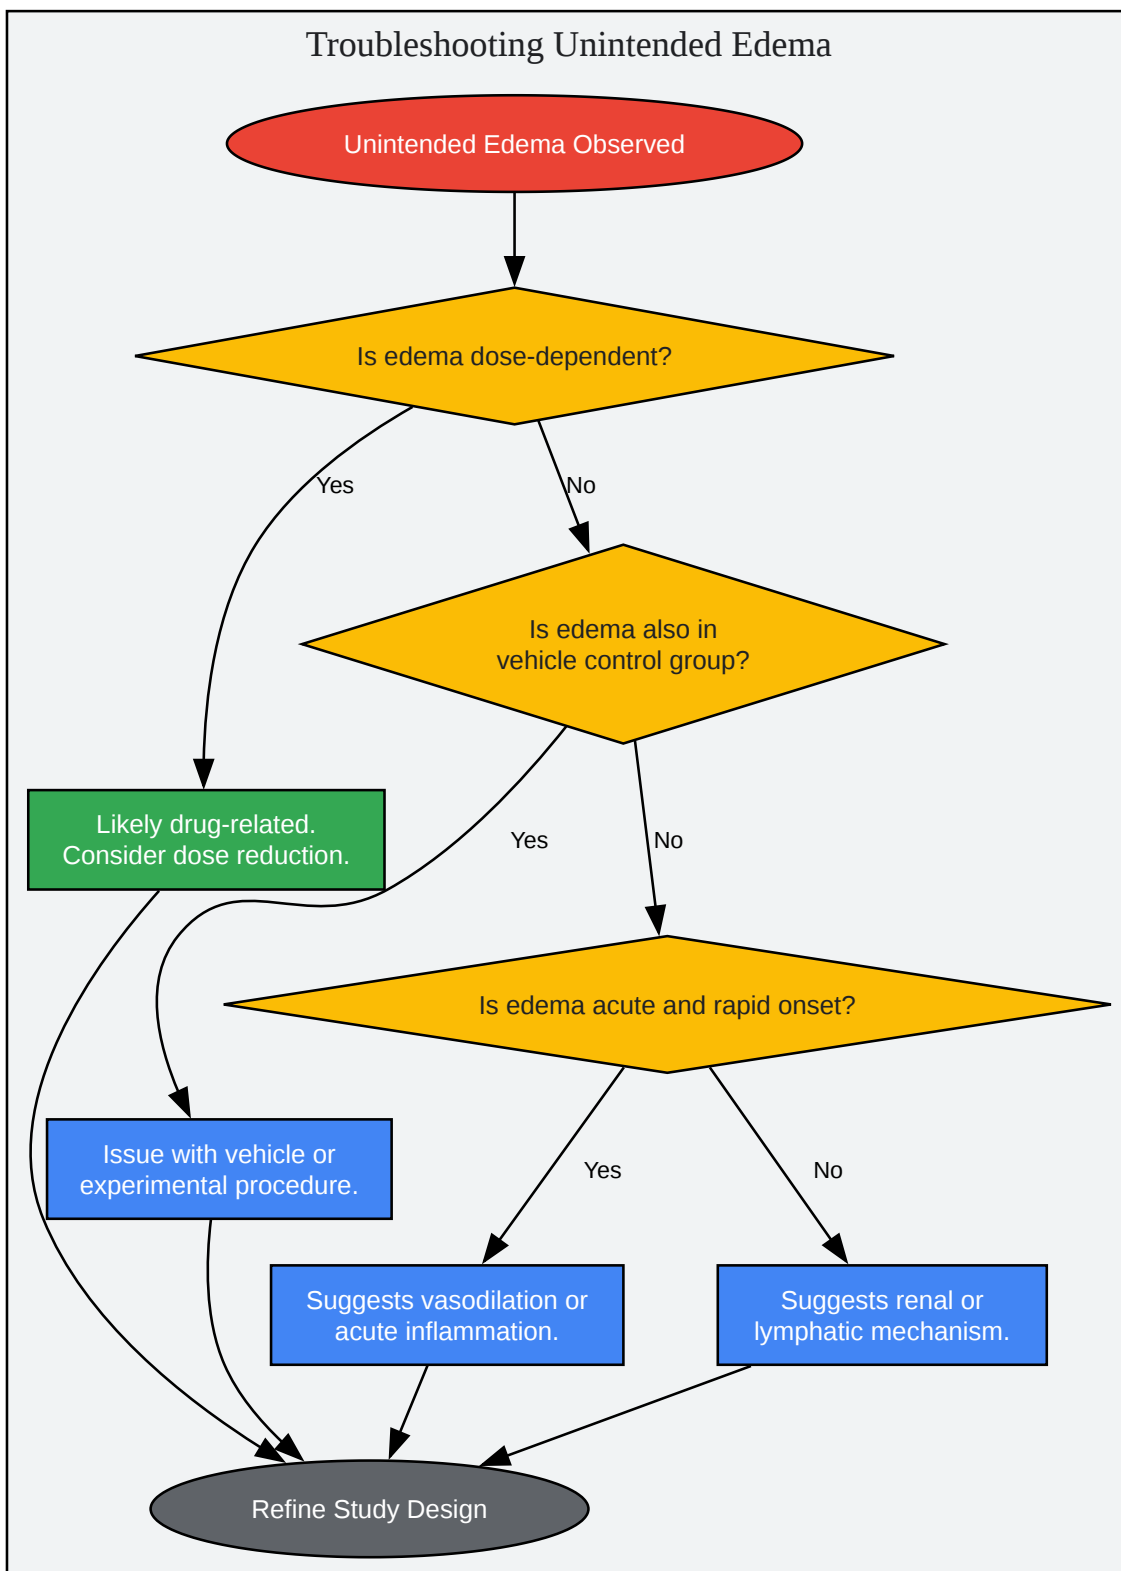 Troubleshooting Unintended Edema
Unintended Edema Observed
Is edema dose-dependent?
Yes
No
Is edema also in
vehicle control group?
Likely drug-related.
Consider dose reduction.
Yes
No
Is edema acute and rapid onset?
Issue with vehicle or
experimental procedure.
Yes
No
Suggests vasodilation or
acute inflammation.
Suggests renal or
lymphatic mechanism.
Refine Study Design